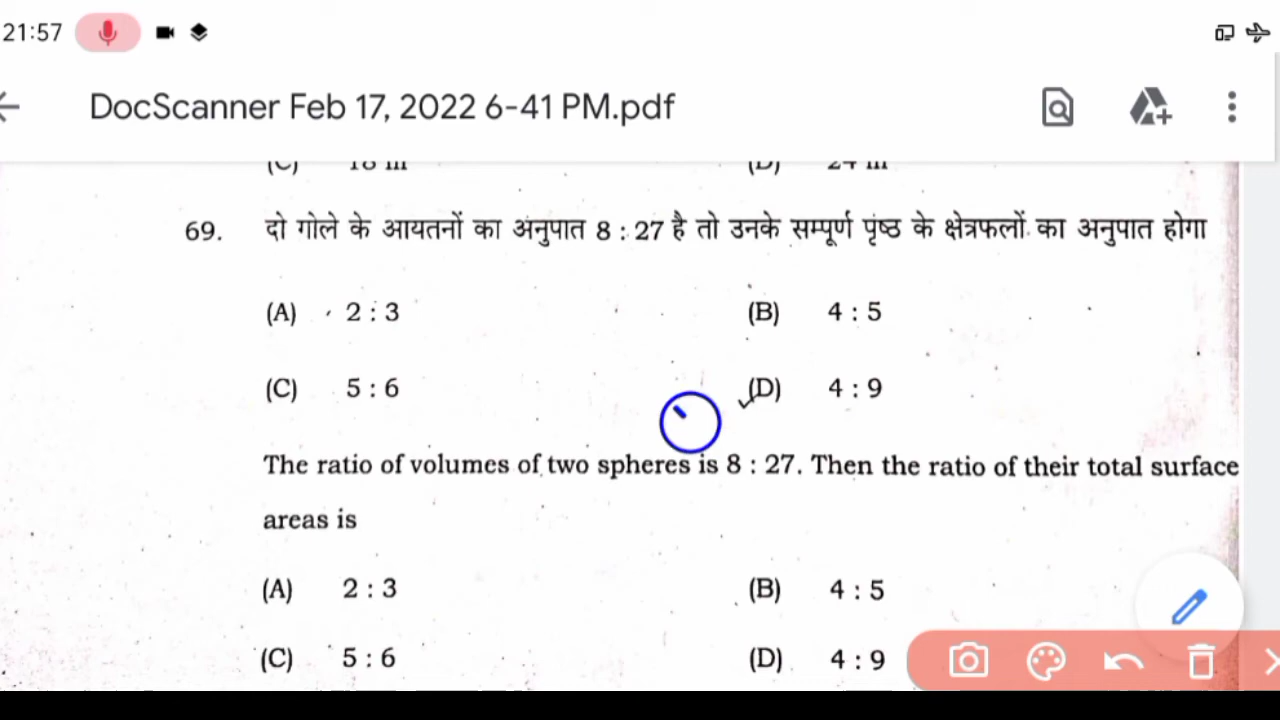 21:57
DocScanner Feb 17, 2022 6-41 PM.pdf
(C) 18 m (D) 24 m
69. दो गोले के आयतनों का अनुपात 8 : 27 है तो उनके सम्पूर्ण पृष्ठ के क्षेत्रफलों का अनुपात होगा
(A) 2 : 3 (B) 4 : 5
(C) 5 : 6 (D) 4 : 9
The ratio of volumes of two spheres is 8 : 27. Then the ratio of their total surface
areas is
(A) 2 : 3 (B) 4 : 5
(C) 5 : 6 (D) 4 : 9